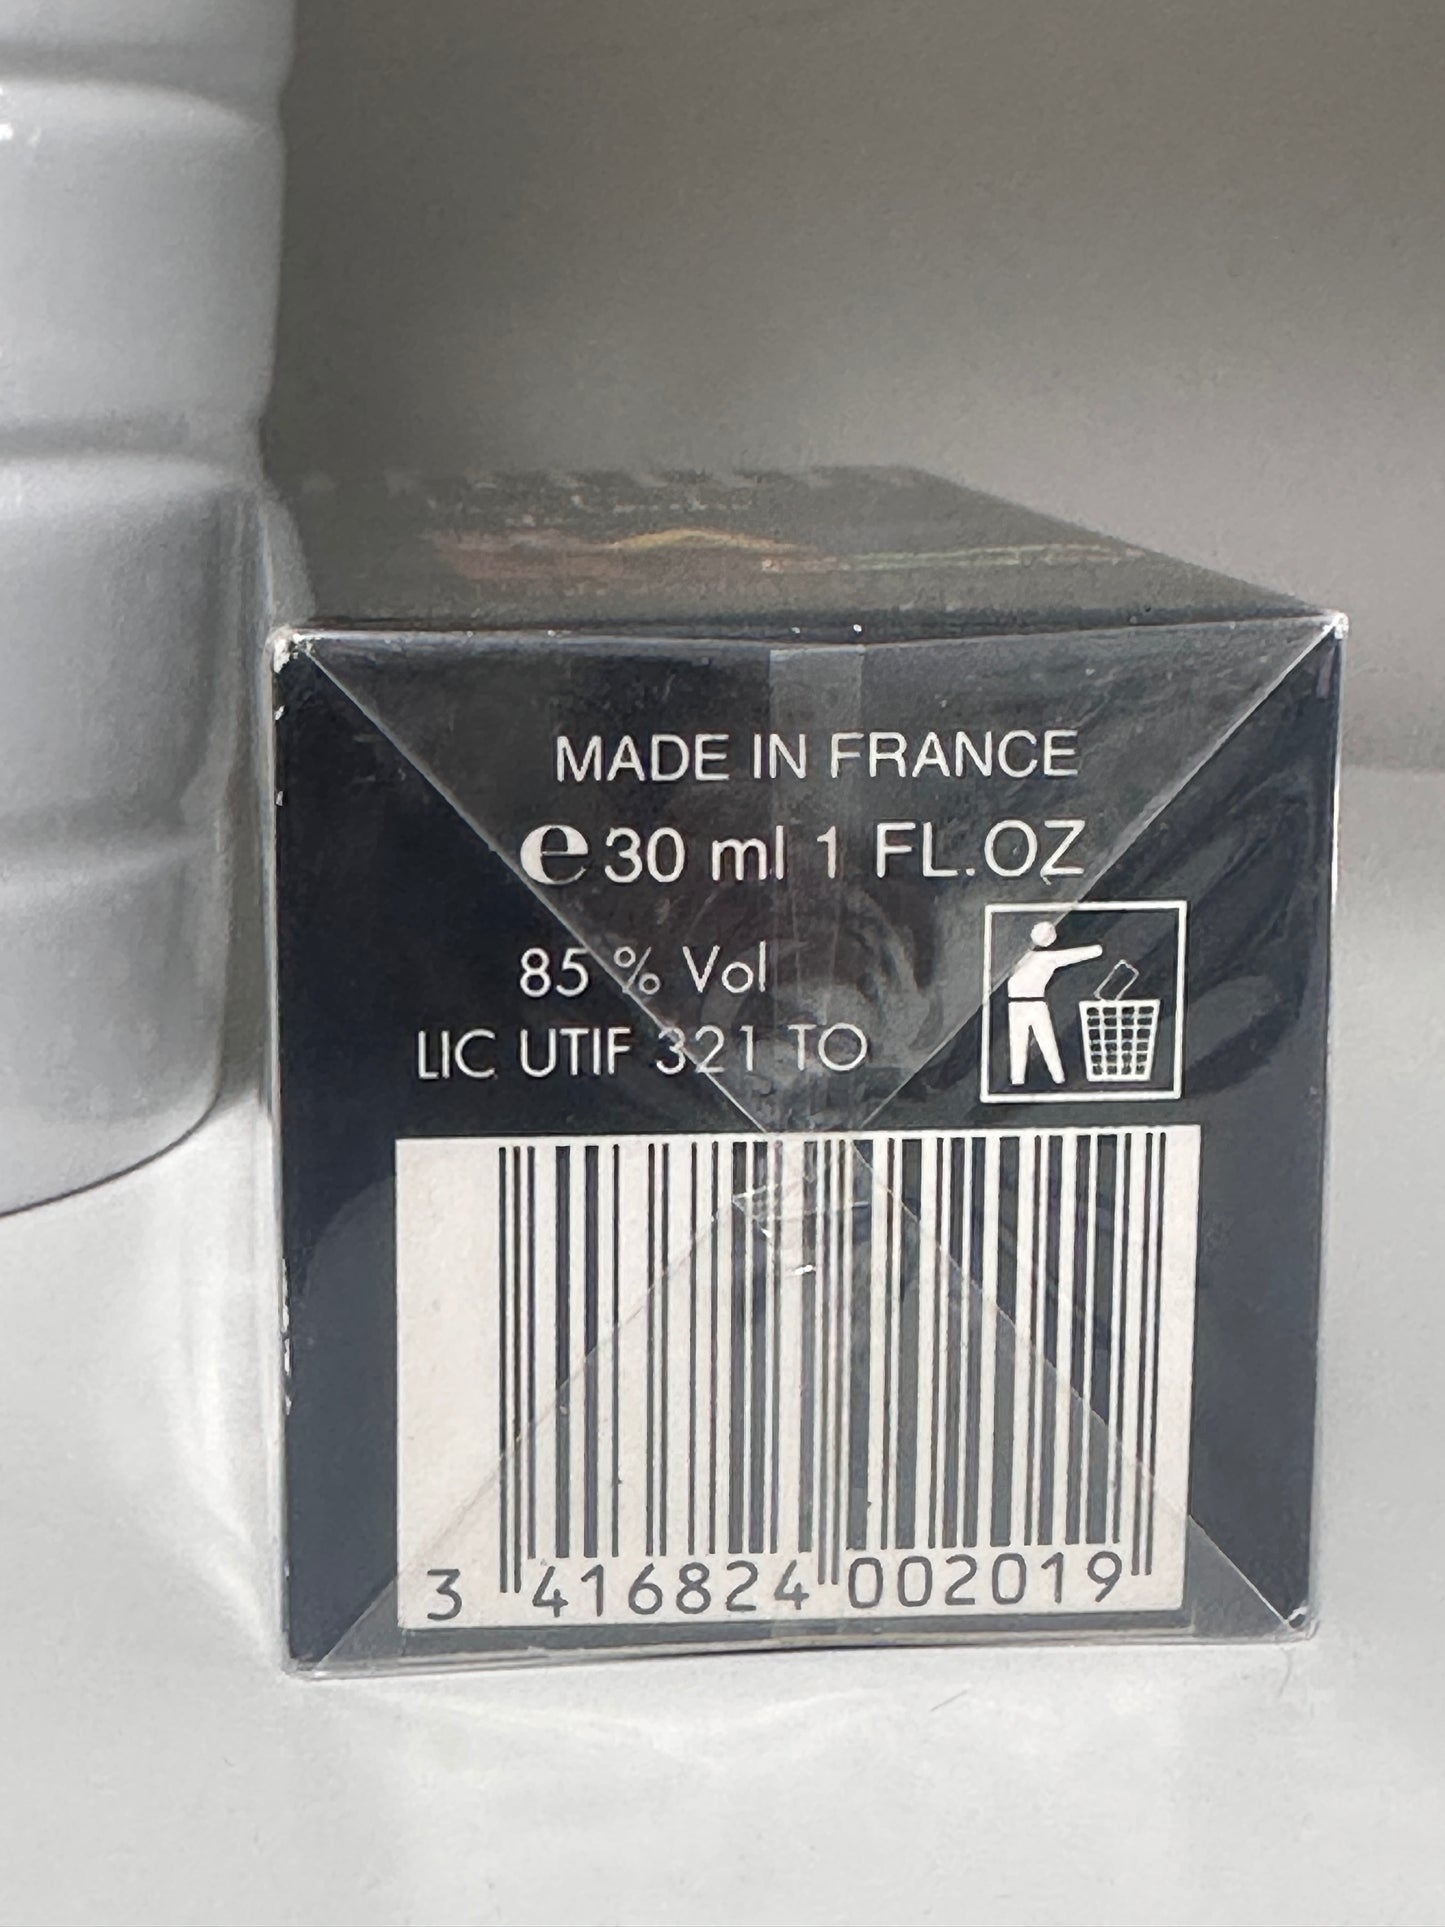 MADE IN FRANCE
℮ 30 ml 1 FL.OZ
85 % Vol
LIC UTIF 321 TO
3 416824 002019